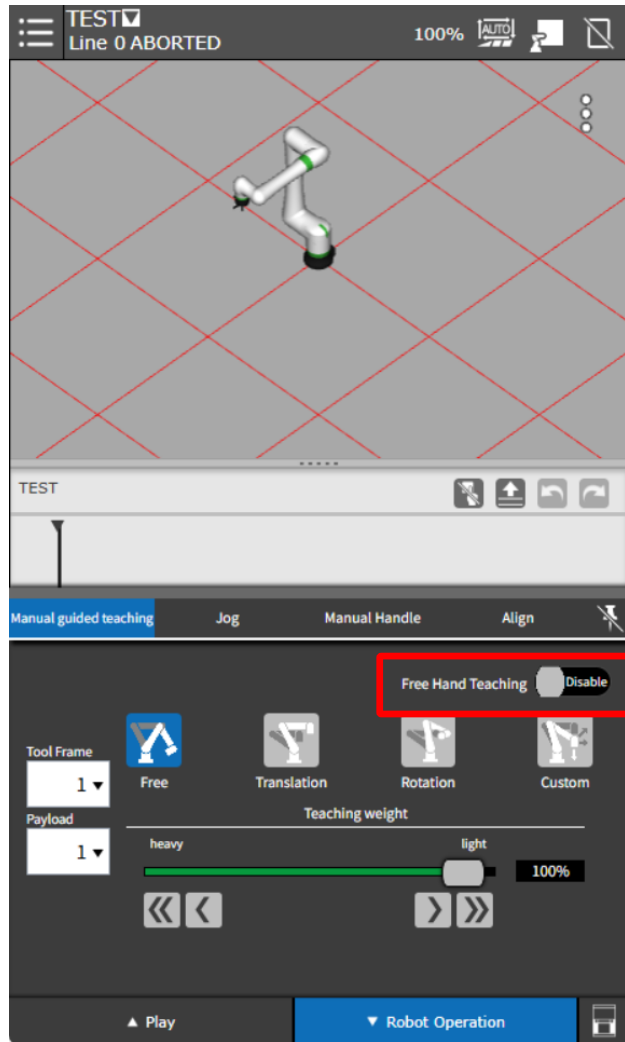 TEST
Line 0 ABORTED
100%
AUTO
TEST
Manual guided teaching
Jog
Manual Handle
Align
Free Hand Teaching
Disable
Tool Frame
1
Payload
1
Free
Translation
Rotation
Custom
Teaching weight
heavy
light
100%
Play
Robot Operation